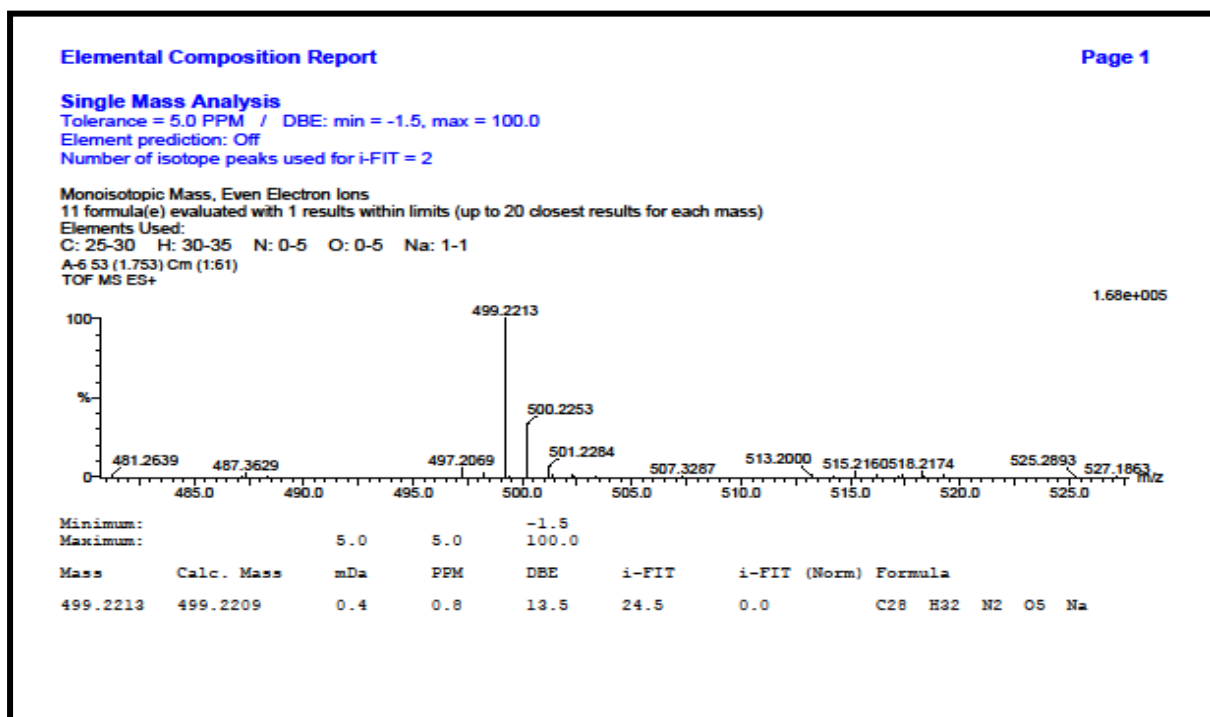 Elemental Composition Report Page 1
Single Mass Analysis
Tolerance = 5.0 PPM / DBE: min = -1.5, max = 100.0
Element prediction: Off
Number of isotope peaks used for i-FIT = 2
Monoisotopic Mass, Even Electron Ions
11 formula(e) evaluated with 1 results within limits (up to 20 closest results for each mass)
Elements Used:
C: 25-30 H: 30-35 N: 0-5 O: 0-5 Na: 1-1
A-6 53 (1.753) Cm (1:61)
TOF MS ES+
1.68e+005
100
499.2213
%
500.2253
501.2284
481.2639 487.3629 497.2069 507.3287 513.2000 515.2160 518.2174 525.2893 527.1863
0
m/z
485.0 490.0 495.0 500.0 505.0 510.0 515.0 520.0 525.0
Minimum: -1.5
Maximum: 5.0 5.0 100.0
Mass Calc. Mass mDa PPM DBE i-FIT i-FIT (Norm) Formula
499.2213 499.2209 0.4 0.8 13.5 24.5 0.0 C28 H32 N2 O5 Na